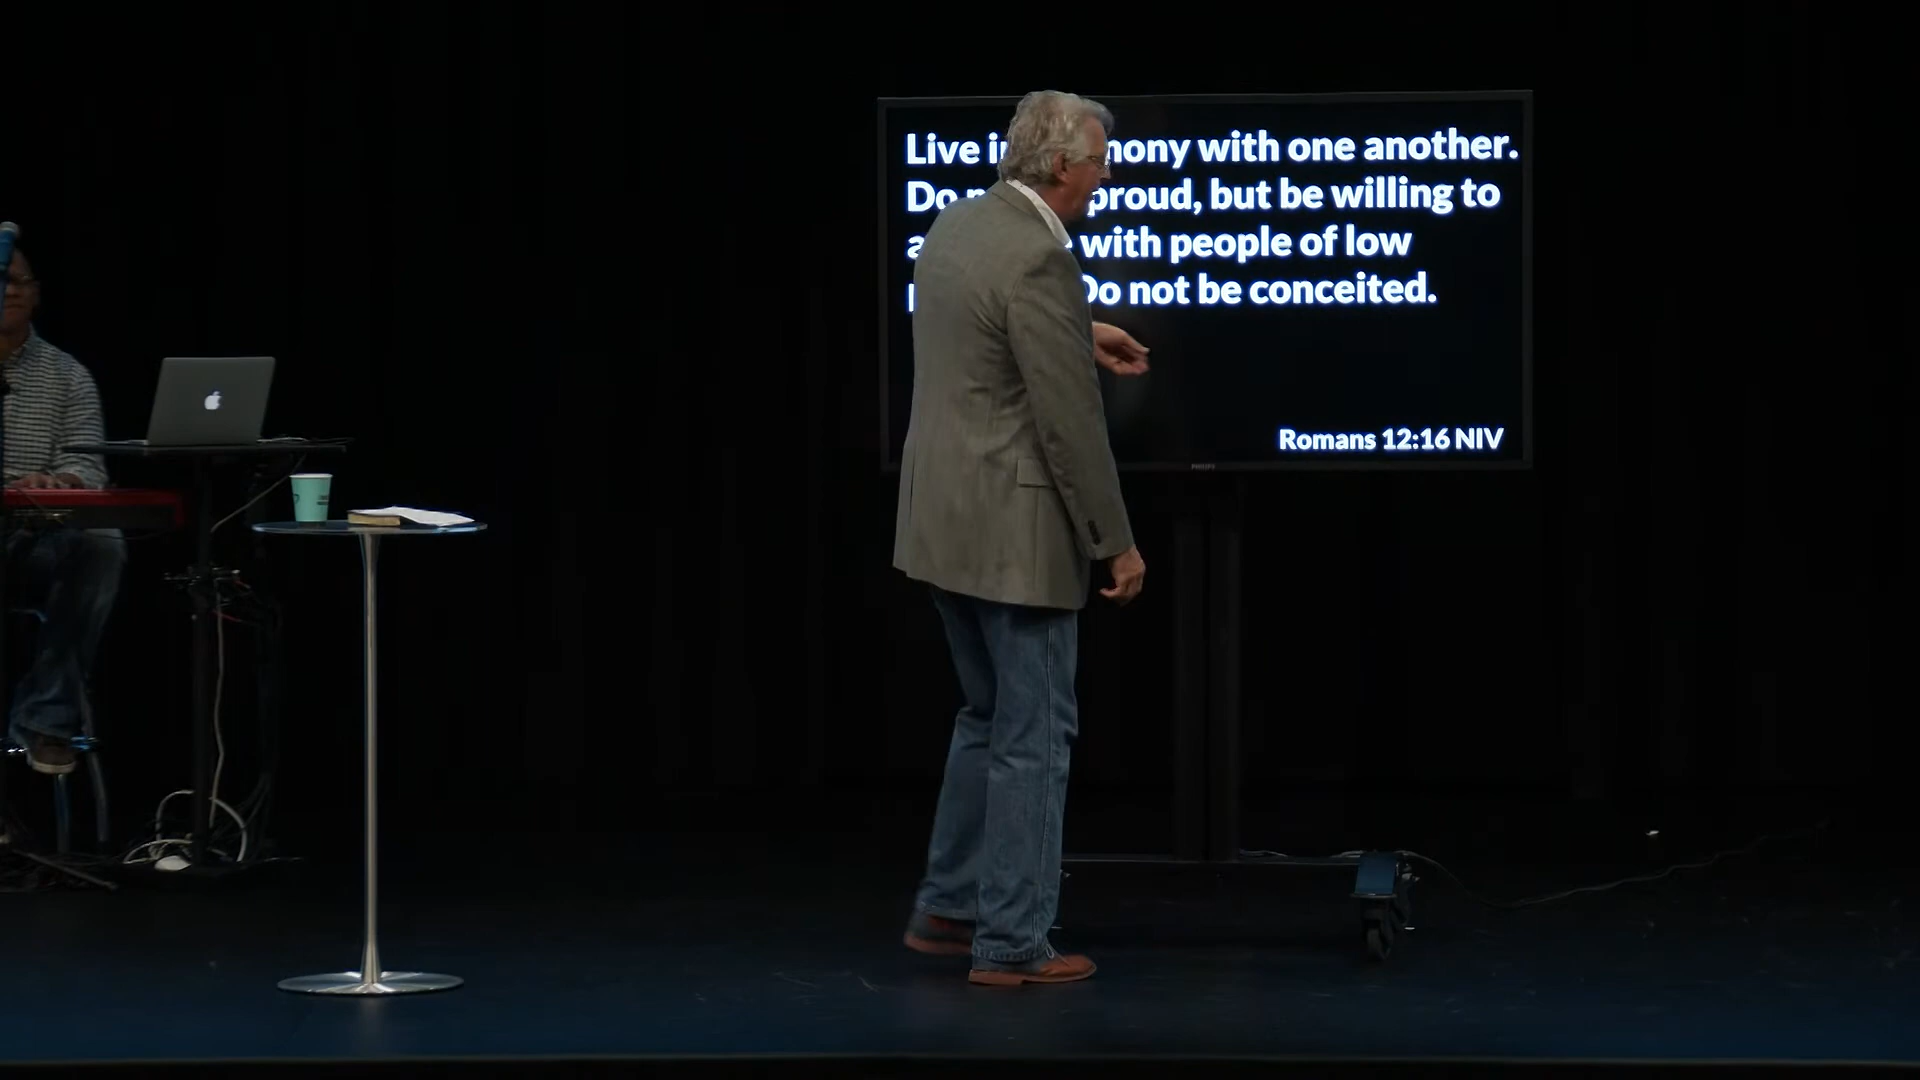 Live mony with one another.
Do proud, but be willing to
with people of low
Do not be conceited.
Romans 12:16 NIV
PHILIPS